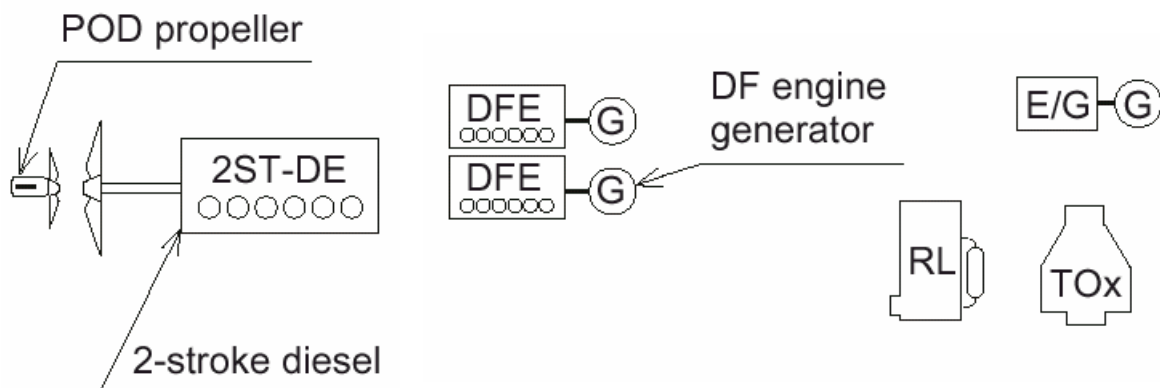 POD propeller
2ST-DE
2-stroke diesel
DFE
G
DFE
G
DF engine
generator
E/G
G
RL
TOx